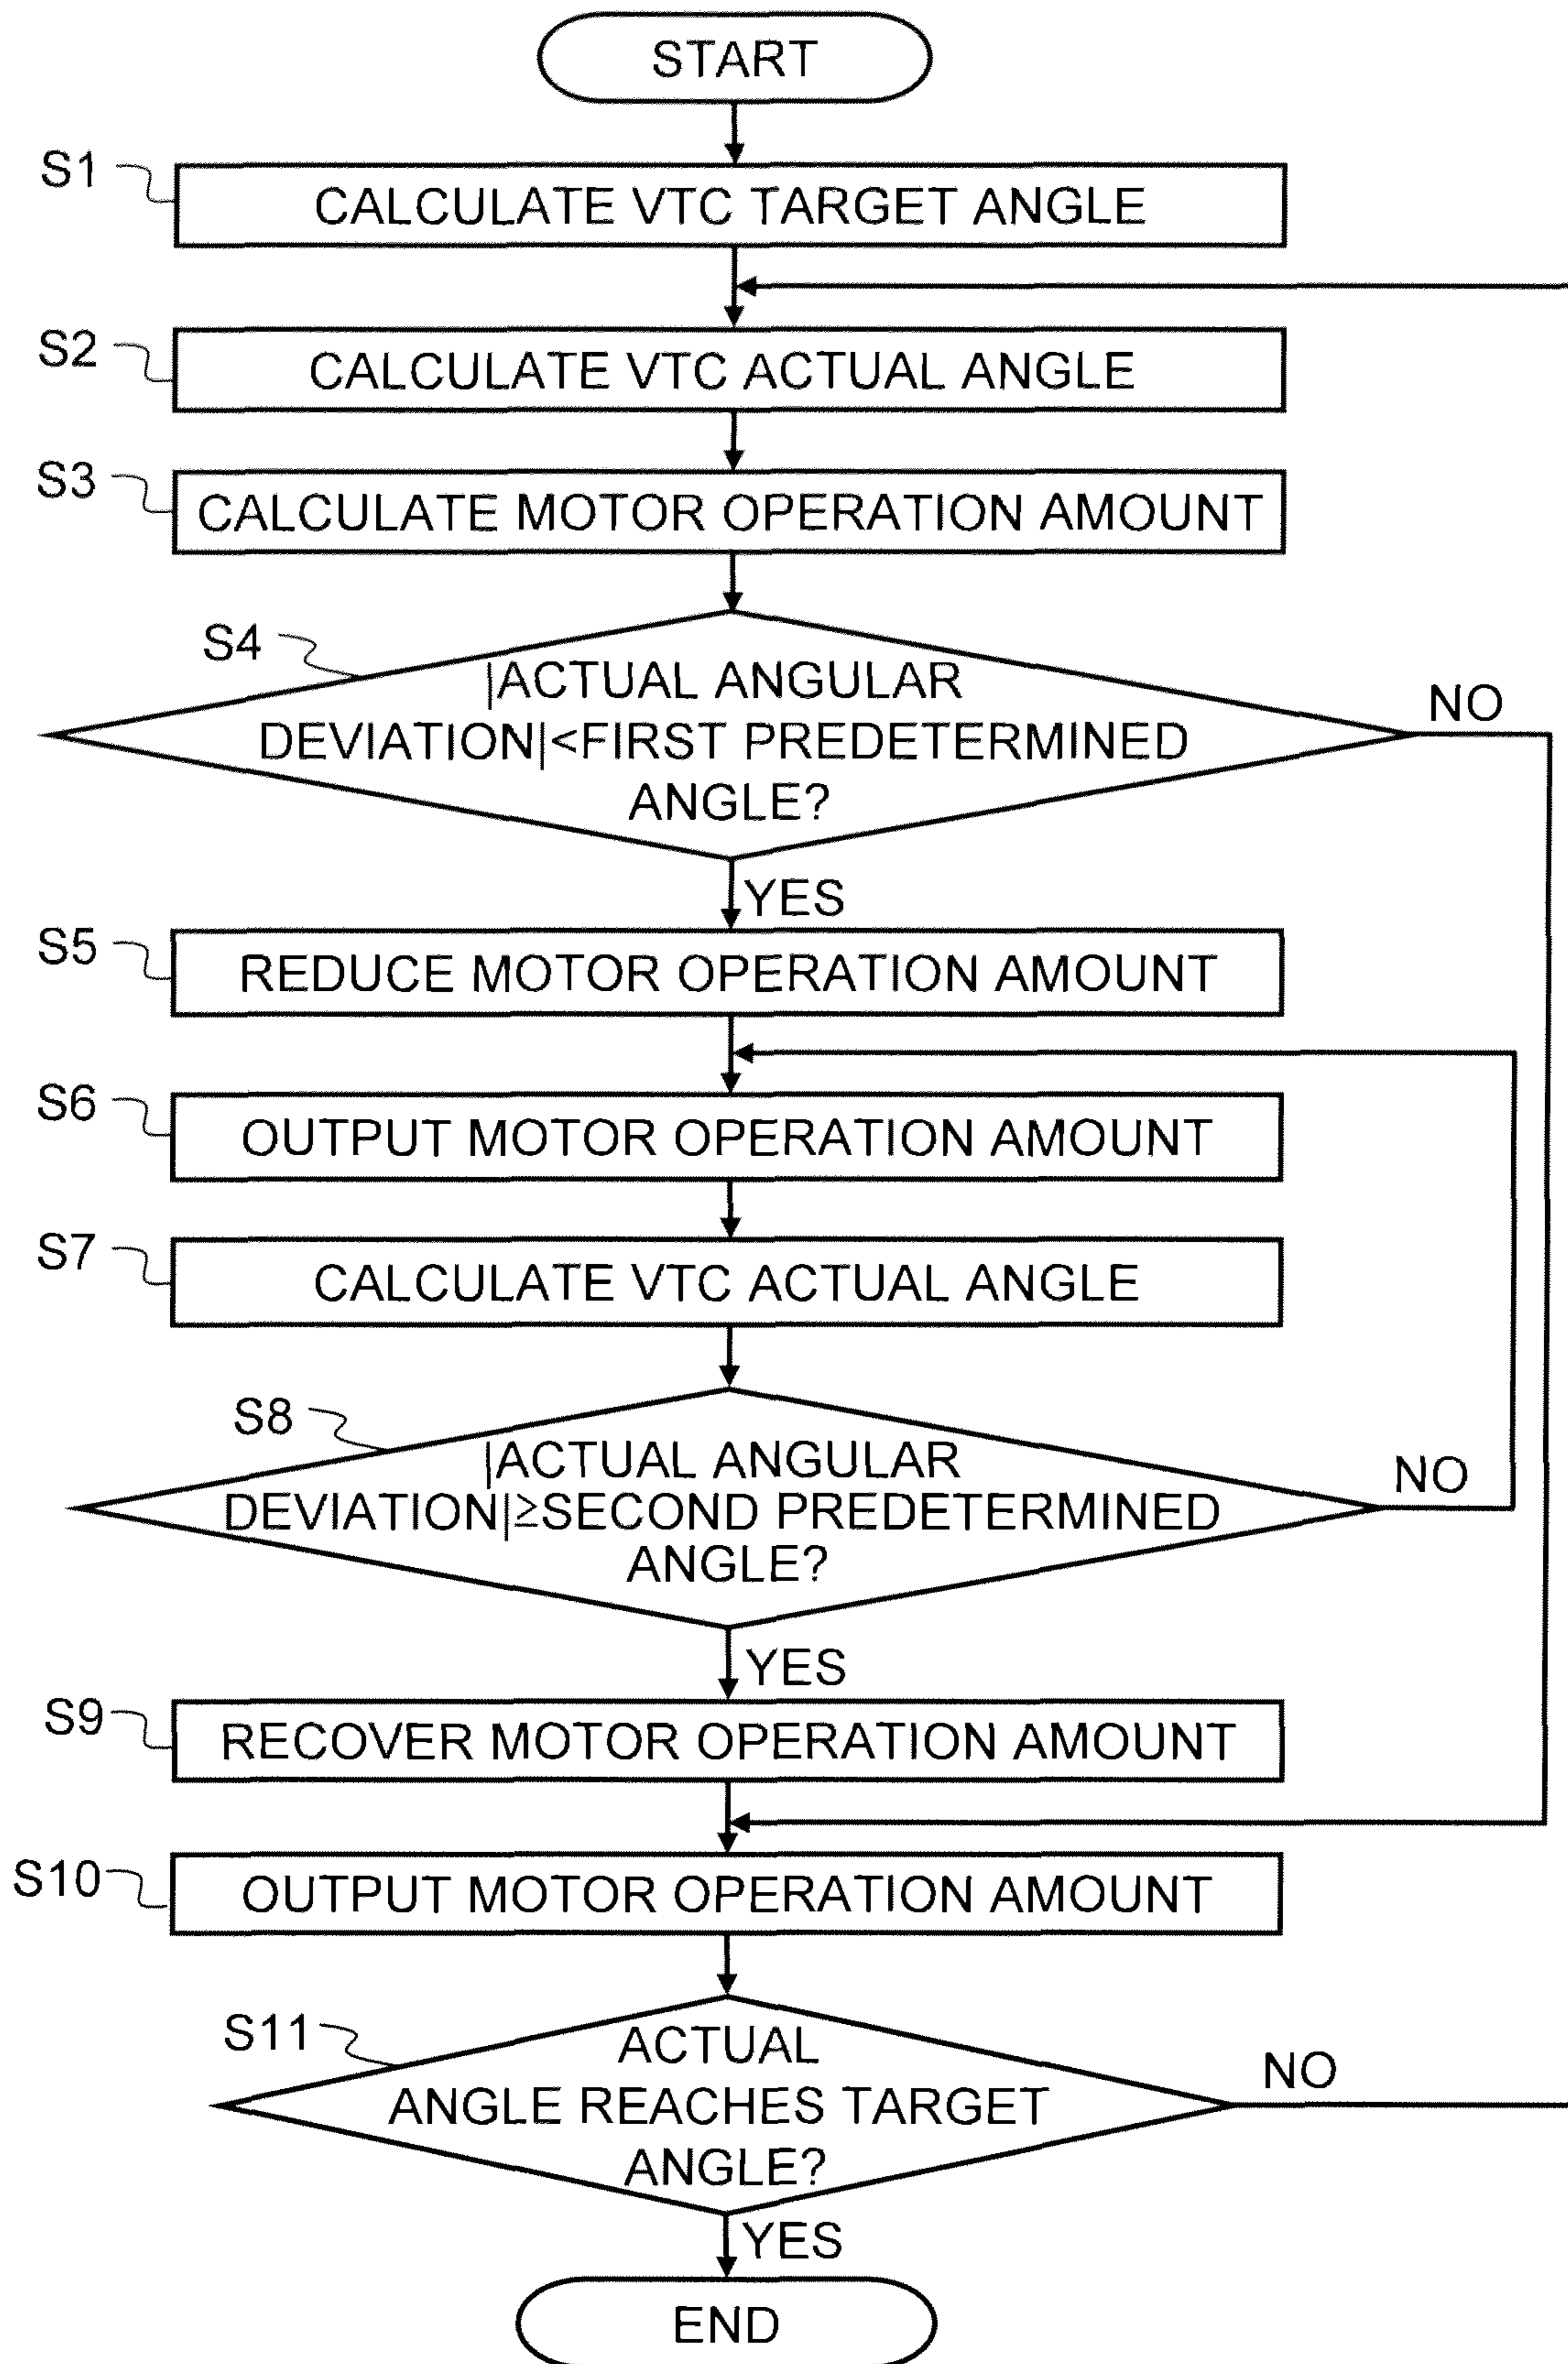 START
S1
CALCULATE VTC TARGET ANGLE
S2
CALCULATE VTC ACTUAL ANGLE
S3
CALCULATE MOTOR OPERATION AMOUNT
S4
|ACTUAL ANGULAR
DEVIATION|<FIRST PREDETERMINED
ANGLE?
NO
YES
S5
REDUCE MOTOR OPERATION AMOUNT
S6
OUTPUT MOTOR OPERATION AMOUNT
S7
CALCULATE VTC ACTUAL ANGLE
S8
|ACTUAL ANGULAR
DEVIATION|≥SECOND PREDETERMINED
ANGLE?
NO
YES
S9
RECOVER MOTOR OPERATION AMOUNT
S10
OUTPUT MOTOR OPERATION AMOUNT
S11
ACTUAL
ANGLE REACHES TARGET
ANGLE?
NO
YES
END